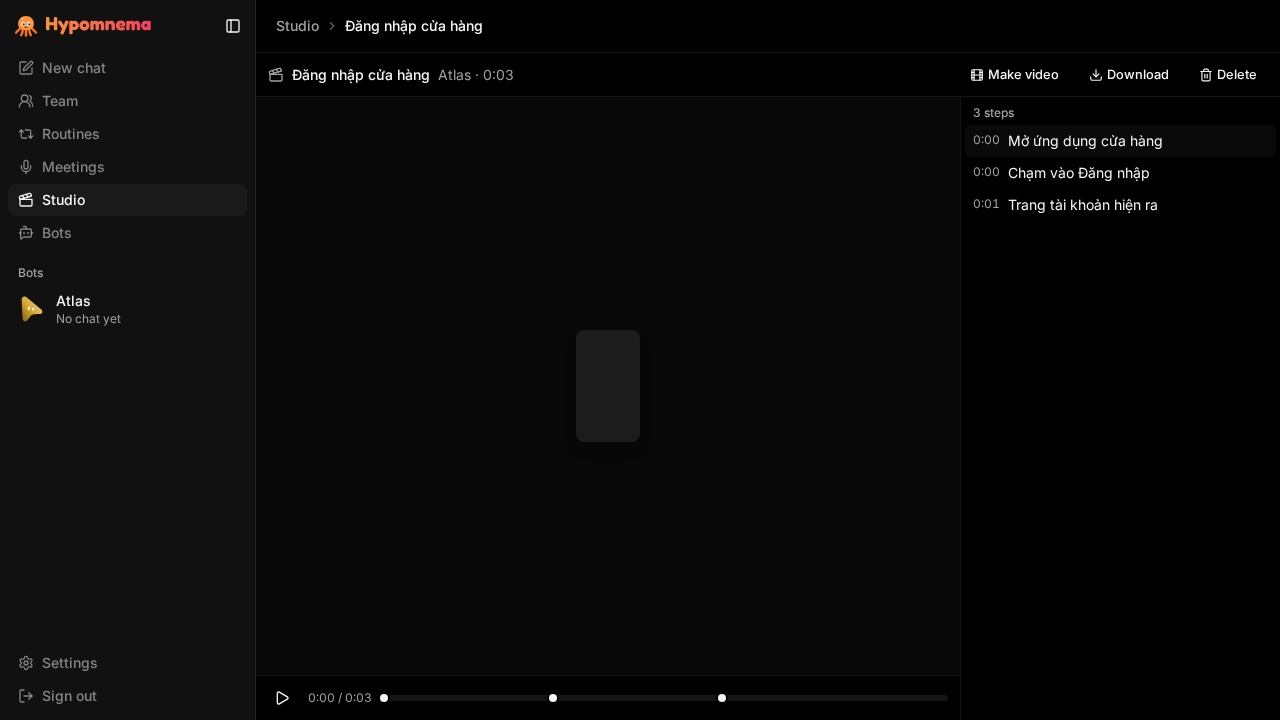 Hypomnema
New chat
Team
Routines
Meetings
Studio
Bots
Bots
Atlas
No chat yet
Settings
Sign out
Studio > Đăng nhập cửa hàng
Đăng nhập cửa hàng Atlas · 0:03
Make video Download Delete
0:00 / 0:03
3 steps
0:00 Mở ứng dụng cửa hàng
0:00 Chạm vào Đăng nhập
0:01 Trang tài khoản hiện ra